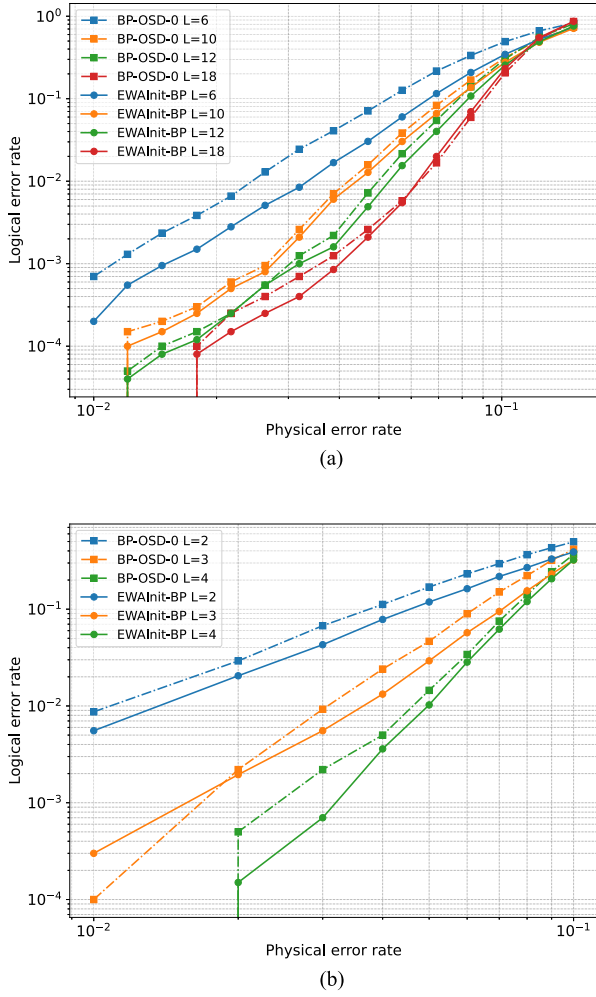 10⁰
10⁻¹
10⁻²
10⁻³
10⁻⁴
Logical error rate
BP-OSD-0 L=6
BP-OSD-0 L=10
BP-OSD-0 L=12
BP-OSD-0 L=18
EWAInit-BP L=6
EWAInit-BP L=10
EWAInit-BP L=12
EWAInit-BP L=18
10⁻²
10⁻¹
Physical error rate
(a)
10⁻¹
10⁻²
10⁻³
10⁻⁴
Logical error rate
BP-OSD-0 L=2
BP-OSD-0 L=3
BP-OSD-0 L=4
EWAInit-BP L=2
EWAInit-BP L=3
EWAInit-BP L=4
10⁻²
10⁻¹
Physical error rate
(b)